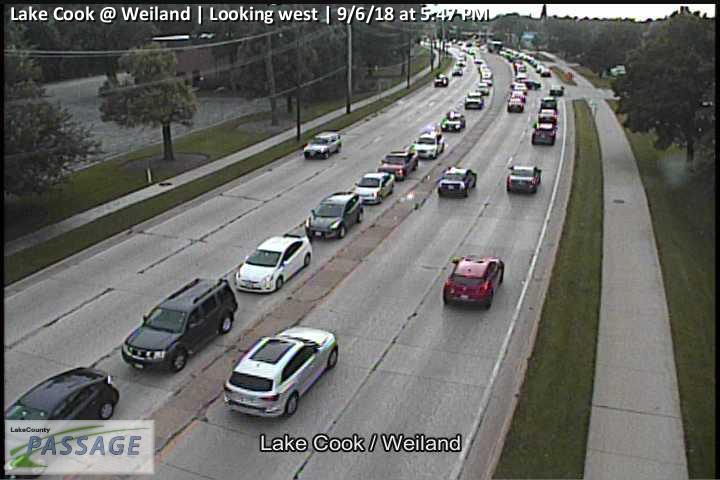 Lake Cook @ Weiland | Looking west | 9/6/18 at 5:47 PM
Lake Cook / Weiland
LakeCounty
PASSAGE